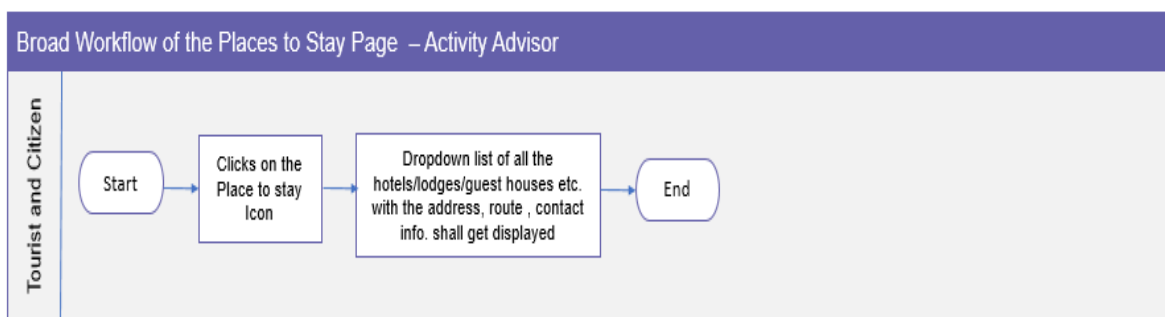 Broad Workflow of the Places to Stay Page – Activity Advisor
Tourist and Citizen
Start
Clicks on the
Place to stay
Icon
Dropdown list of all the
hotels/lodges/guest houses etc.
with the address, route , contact
info. shall get displayed
End